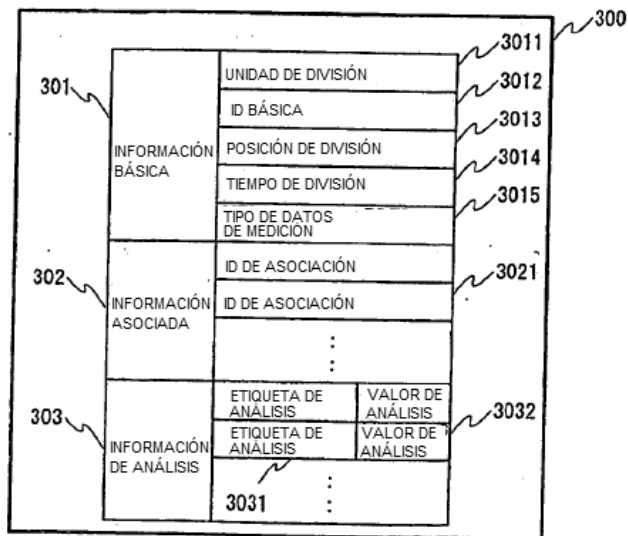 300
3011
UNIDAD DE DIVISIÓN
3012
301
ID BÁSICA
3013
INFORMACIÓN
BÁSICA
POSICIÓN DE DIVISIÓN
3014
TIEMPO DE DIVISIÓN
3015
TIPO DE DATOS
DE MEDICIÓN
302
INFORMACIÓN
ASOCIADA
ID DE ASOCIACIÓN
3021
ID DE ASOCIACIÓN
303
INFORMACIÓN
DE ANÁLISIS
ETIQUETA DE
ANÁLISIS
VALOR DE
ANÁLISIS
3032
ETIQUETA DE
ANÁLISIS
VALOR DE
ANÁLISIS
3031